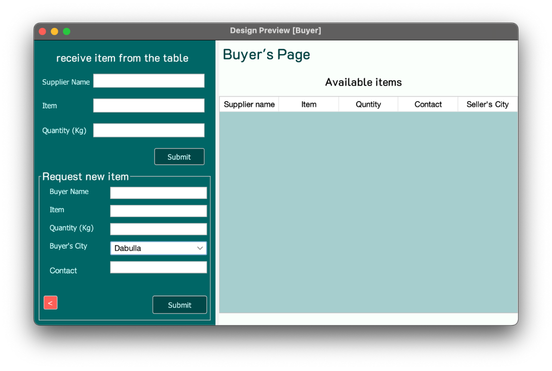 Design Preview [Buyer]
receive item from the table
Supplier Name
Item
Quantity (Kg)
Submit
Request new item
Buyer Name
Item
Quantity (Kg)
Buyer's City
Dabulla
Contact
<
Submit
Buyer's Page
Available items
Supplier name Item Quntity Contact Seller's City